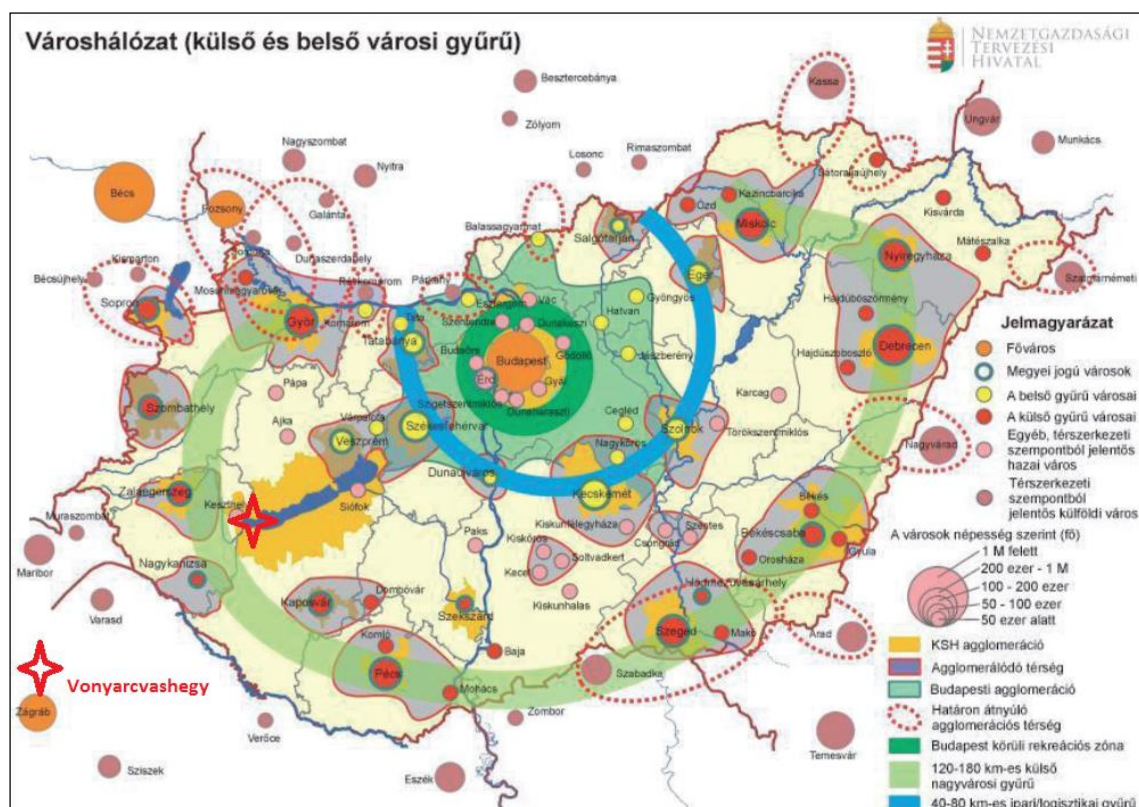 Városhálózat (külső és belső városi gyűrű)
NEMZETGAZDASÁGI
TERVEZÉSI
HIVATAL
Besztercebánya
Kassa
Ungvár
Zólyom
Munkács
Nagyszombat
Losonc
Rimaszombat
Nyitra
Sátoraljaújhely
Bécs
Kazincbarcika
Ózd
Pozsony
Galánta
Miskolc
Kisvárda
Balassagyarmat
Salgótarján
Mátészalka
Dunaszerdahely
Nyíregyháza
Kismarton
Bécsújhely
Párkány
Eger
Szatmárnémeti
Mosonmagyaróvár
Révkomárom
Esztergom
Vác
Gyöngyös
Sopron
Hajdúböszörmény
Győr
Komárom
Tata
Szentendre
Dunakeszi
Hatvan
Tatabánya
Debrecen
Budaörs
Gödöllő
Jászberény
Budapest
Hajdúszoboszló
Érd
Gyál
Pápa
Karcag
Szombathely
Szigetszentmiklós
Dunaharaszti
Ajka
Várpalota
Cegléd
Székesfehérvár
Szolnok
Törökszentmiklós
Veszprém
Nagykőrös
Nagyvárad
Dunaújváros
Zalaegerszeg
Keszthely
Siófok
Kecskemét
Békés
Muraszombat
Kiskunfélegyháza
Szentes
Paks
Békéscsaba
Csongrád
Kiskőrös
Gyula
Maribor
Nagykanizsa
Soltvadkert
Orosháza
Kecel
Dombóvár
Hódmezővásárhely
Kaposvár
Kiskunhalas
Varasd
Szekszárd
Komló
Szeged
Makó
Arad
Baja
Pécs
Szabadka
Vonyarcvashegy
Mohács
Zágráb
Zombor
Verőce
Temesvár
Sziszek
Eszék
Jelmagyarázat
Főváros
Megyei jogú városok
A belső gyűrű városai
A külső gyűrű városai
Egyéb, térszerkezeti
szempontból jelentős
hazai város
Térszerkezeti
szempontból
jelentős külföldi város
A városok népesség szerint (fő)
1 M felett
200 ezer - 1 M
100 - 200 ezer
50 - 100 ezer
50 ezer alatt
KSH agglomeráció
Agglomerálódó térség
Budapesti agglomeráció
Határon átnyúló
agglomerációs térség
Budapest körüli rekreációs zóna
120-180 km-es külső
nagyvárosi gyűrű
40-80 km-es ipari/logisztikai gyűrű